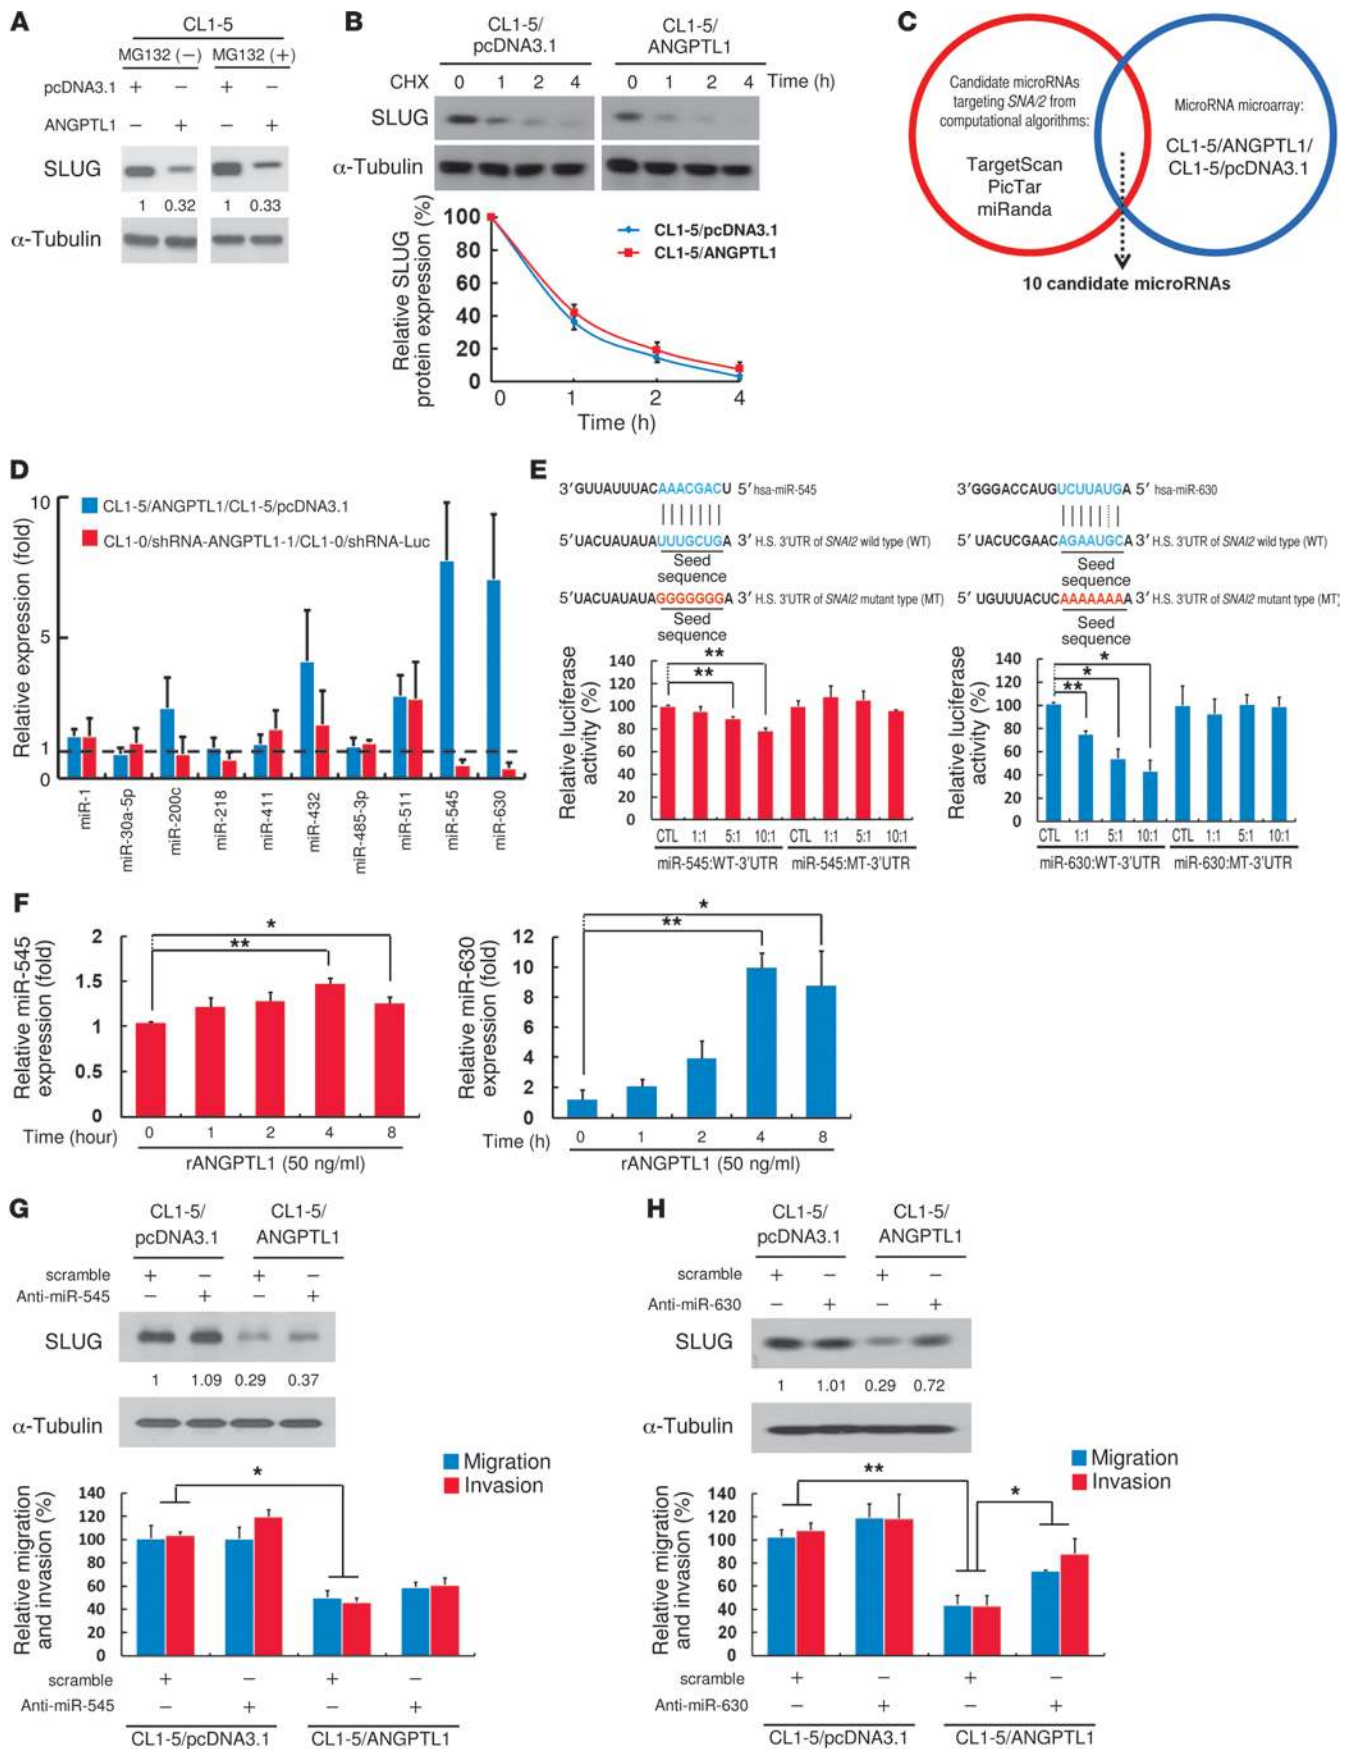 A
CL1-5
MG132 (−) MG132 (+)
pcDNA3.1 + − + −
ANGPTL1 − + − +
SLUG
1 0.32 1 0.33
α-Tubulin
B
CL1-5/ pcDNA3.1
CL1-5/ ANGPTL1
CHX 0 1 2 4 0 1 2 4 Time (h)
SLUG
α-Tubulin
Relative SLUG protein expression (%)
100
80
60
40
20
0
CL1-5/pcDNA3.1
CL1-5/ANGPTL1
0 1 2 4
Time (h)
C
Candidate microRNAs
targeting SNAI2 from
computational algorithms:
TargetScan
PicTar
miRanda
MicroRNA microarray:
CL1-5/ANGPTL1/
CL1-5/pcDNA3.1
10 candidate microRNAs
D
Relative expression (fold)
10
5
1
0
CL1-5/ANGPTL1/CL1-5/pcDNA3.1
CL1-0/shRNA-ANGPTL1-1/CL1-0/shRNA-Luc
miR-1
miR-30a-5p
miR-200c
miR-218
miR-411
miR-432
miR-485-3p
miR-511
miR-545
miR-630
E
3′GUUAUUUACAAACGACU 5′ hsa-miR-545
5′UACUAUAUAUUUGCUGA 3′ H.S. 3′UTR of SNAI2 wild type (WT)
Seed
sequence
5′UACUAUAUAGGGGGGGA 3′ H.S. 3′UTR of SNAI2 mutant type (MT)
Seed
sequence
Relative luciferase activity (%)
140
120
100
80
60
40
20
0
**
**
CTL 1:1 5:1 10:1 CTL 1:1 5:1 10:1
miR-545:WT-3′UTR miR-545:MT-3′UTR
3′GGGACCAUGUCUUAUGA 5′ hsa-miR-630
5′UACUCGAACAGAAUGCA 3′ H.S. 3′UTR of SNAI2 wild type (WT)
Seed
sequence
5′ UGUUUACUCAAAAAAAA 3′ H.S. 3′UTR of SNAI2 mutant type (MT)
Seed
sequence
Relative luciferase activity (%)
140
120
100
80
60
40
20
0
*
*
**
CTL 1:1 5:1 10:1 CTL 1:1 5:1 10:1
miR-630:WT-3′UTR miR-630:MT-3′UTR
F
Relative miR-545 expression (fold)
2
1.5
1
0.5
0
*
**
Time (hour) 0 1 2 4 8
rANGPTL1 (50 ng/ml)
Relative miR-630 expression (fold)
12
10
8
6
4
2
0
*
**
Time (h) 0 1 2 4 8
rANGPTL1 (50 ng/ml)
G
CL1-5/ pcDNA3.1
CL1-5/ ANGPTL1
scramble + − + −
Anti-miR-545 − + − +
SLUG
1 1.09 0.29 0.37
α-Tubulin
Migration
Invasion
Relative migration and invasion (%)
140
120
100
80
60
40
20
0
*
scramble + − + −
Anti-miR-545 − + − +
CL1-5/pcDNA3.1 CL1-5/ANGPTL1
H
CL1-5/ pcDNA3.1
CL1-5/ ANGPTL1
scramble + − + −
Anti-miR-630 − + − +
SLUG
1 1.01 0.29 0.72
α-Tubulin
Migration
Invasion
Relative migration and invasion (%)
140
120
100
80
60
40
20
0
**
*
scramble + − + −
Anti-miR-630 − + − +
CL1-5/pcDNA3.1 CL1-5/ANGPTL1